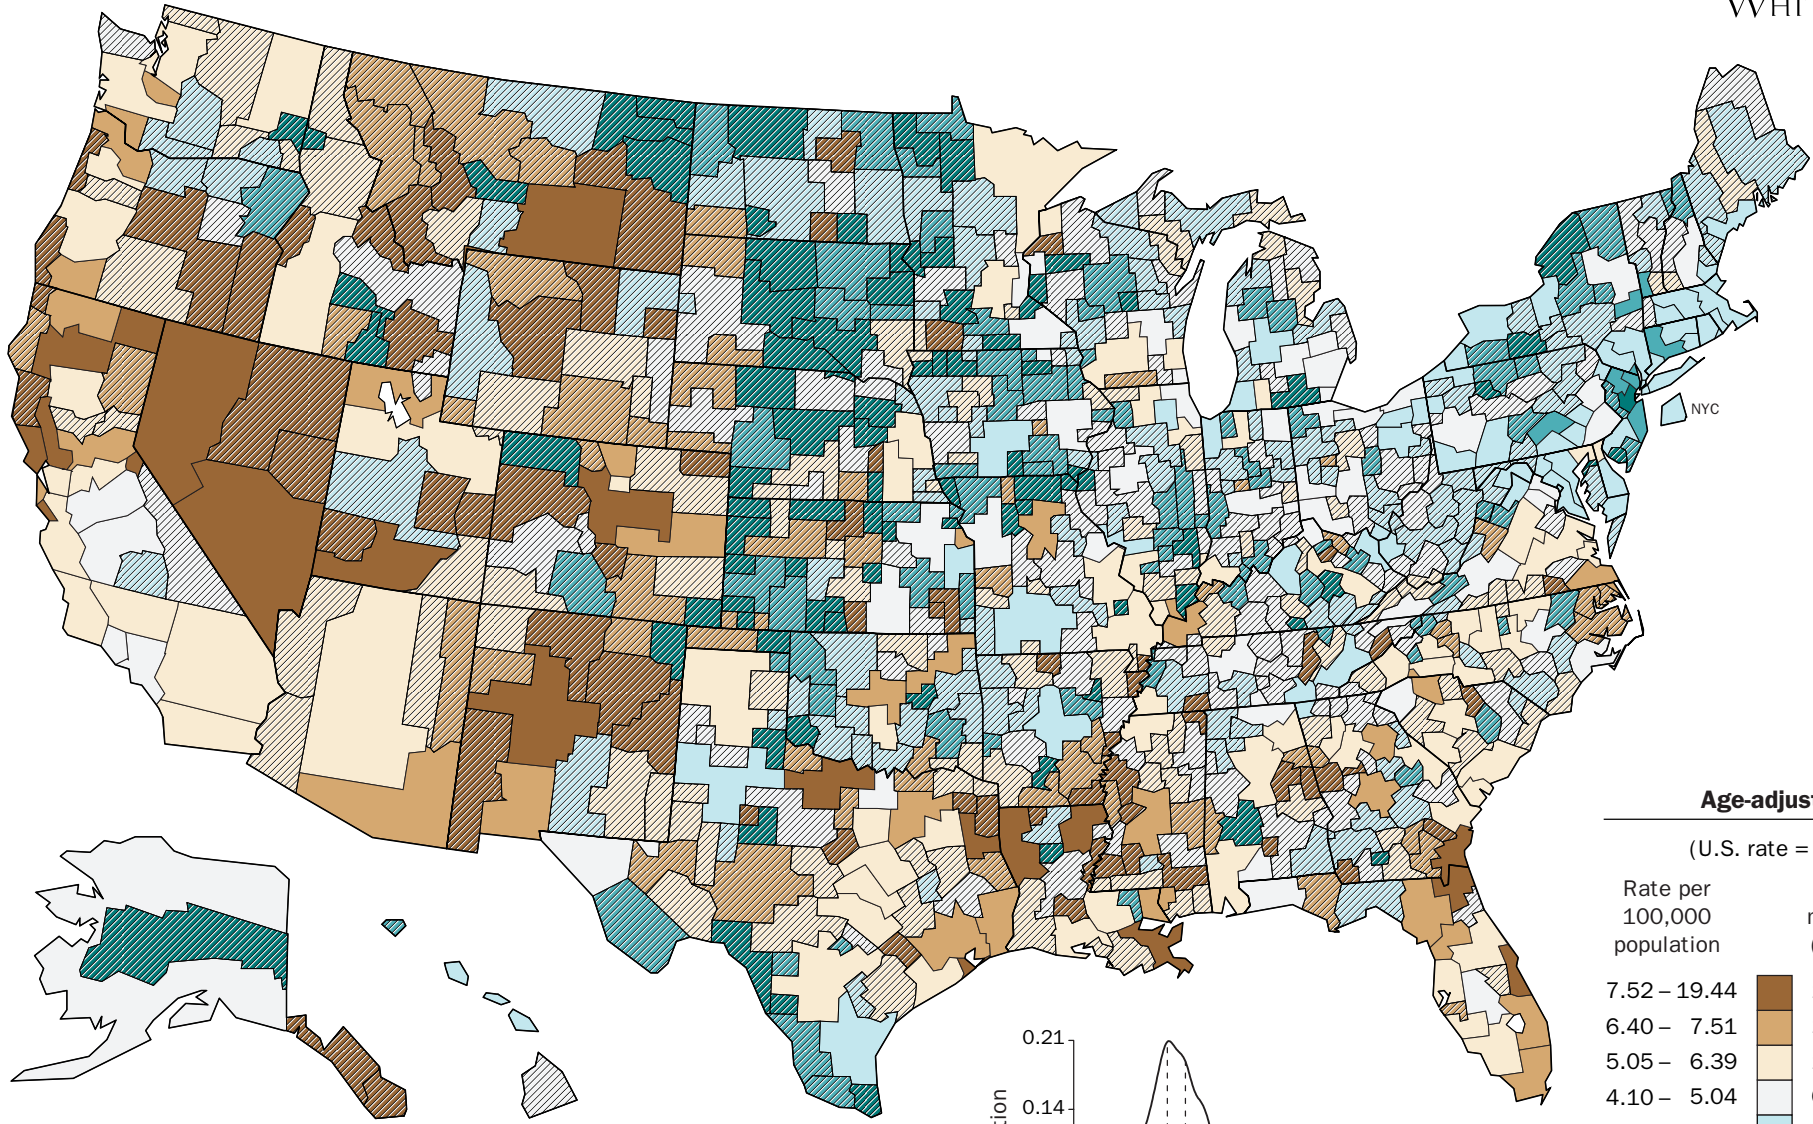 NYC
Age-adjus
(U.S. rate =
Rate per
100,000
population
7.52 – 19.44
6.40 – 7.51
5.05 – 6.39
4.10 – 5.04
0.21
0.14